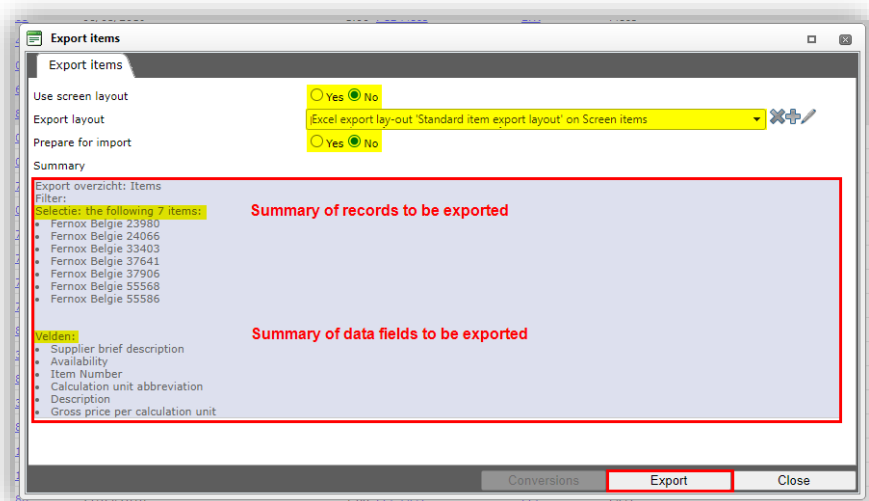 Export items
Export items
Use screen layout
Yes No
Export layout
Excel export lay-out 'Standard item export layout' on Screen items
Prepare for import
Yes No
Summary
Export overzicht: Items
Filter:
Selectie: the following 7 items:
Summary of records to be exported
• Fernox Belgie 23980
• Fernox Belgie 24066
• Fernox Belgie 33403
• Fernox Belgie 37641
• Fernox Belgie 37906
• Fernox Belgie 55568
• Fernox Belgie 55586
Velden:
Summary of data fields to be exported
• Supplier brief description
• Availability
• Item Number
• Calculation unit abbreviation
• Description
• Gross price per calculation unit
Conversions Export Close